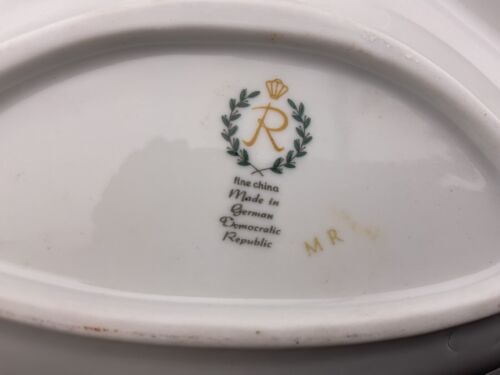 R
fine china
Made in
German
Democratic
Republic
MR